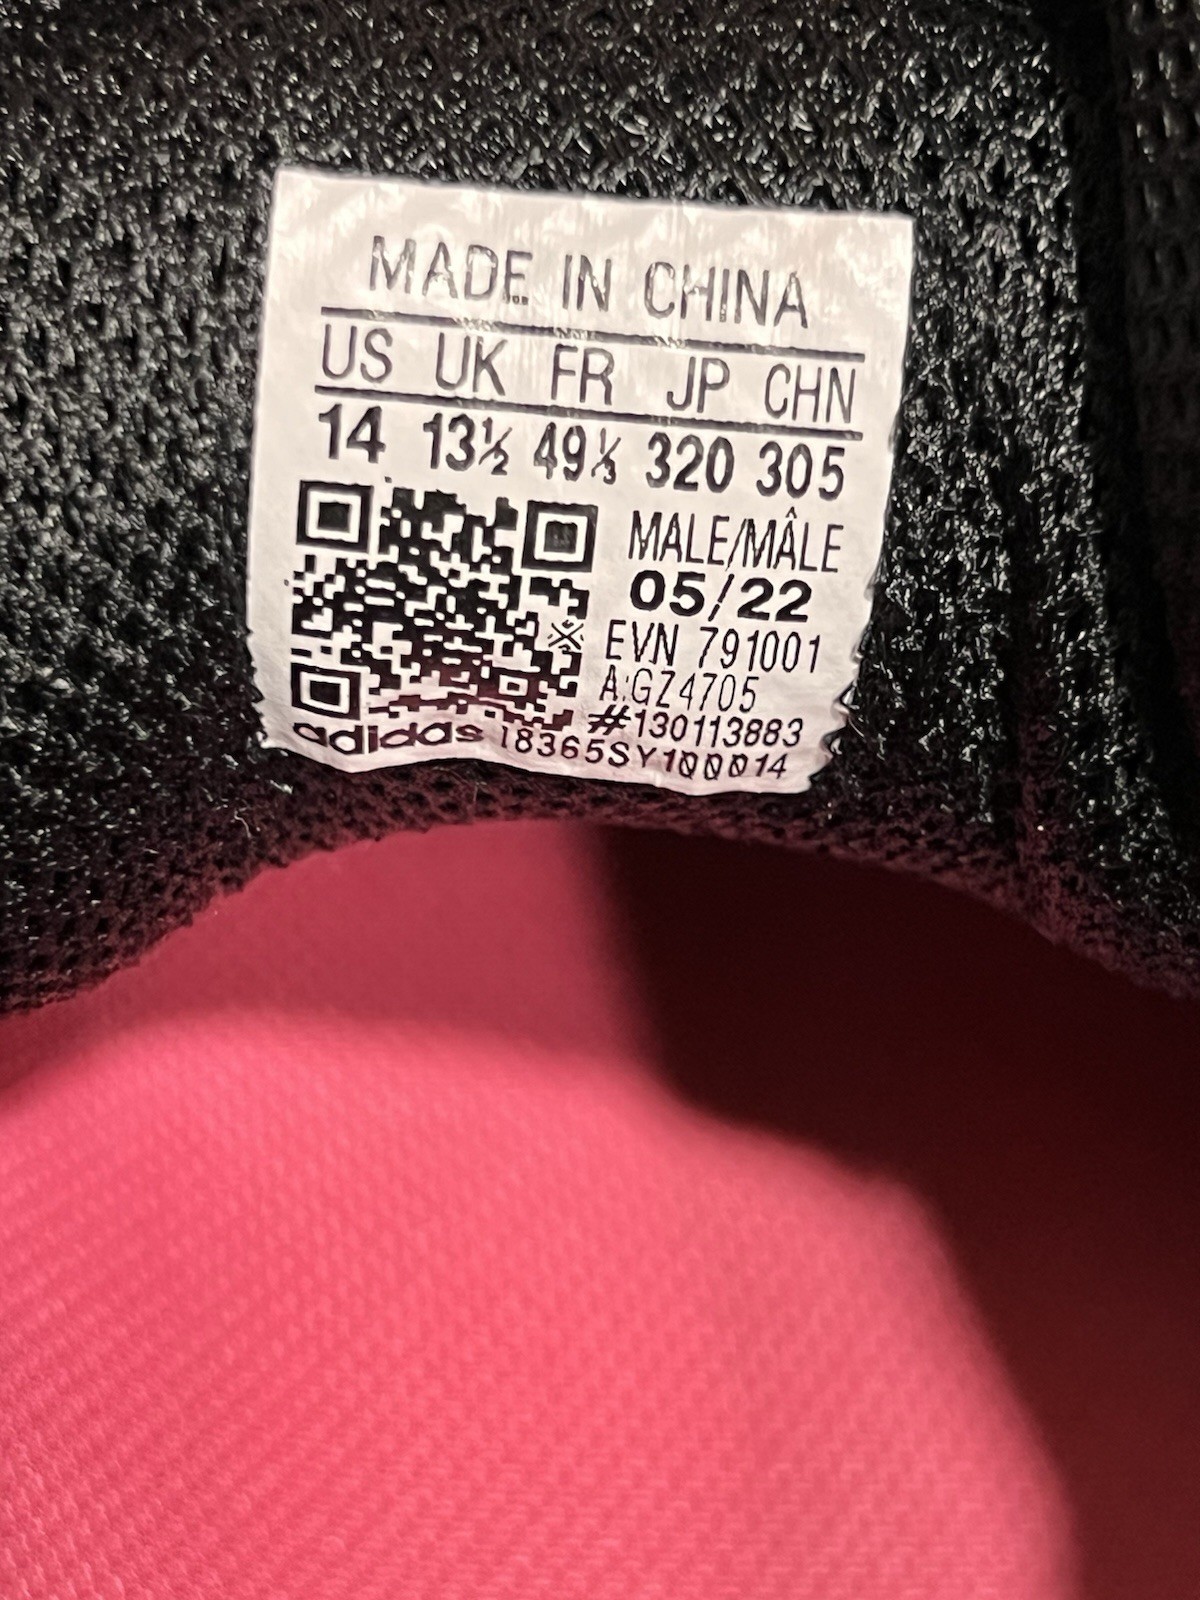 MADE IN CHINA
US UK FR JP CHN
14 13½ 49⅓ 320 305
MALE/MÂLE
05/22
EVN 791001
A:GZ4705
#130113883
adidas 18365SY100014